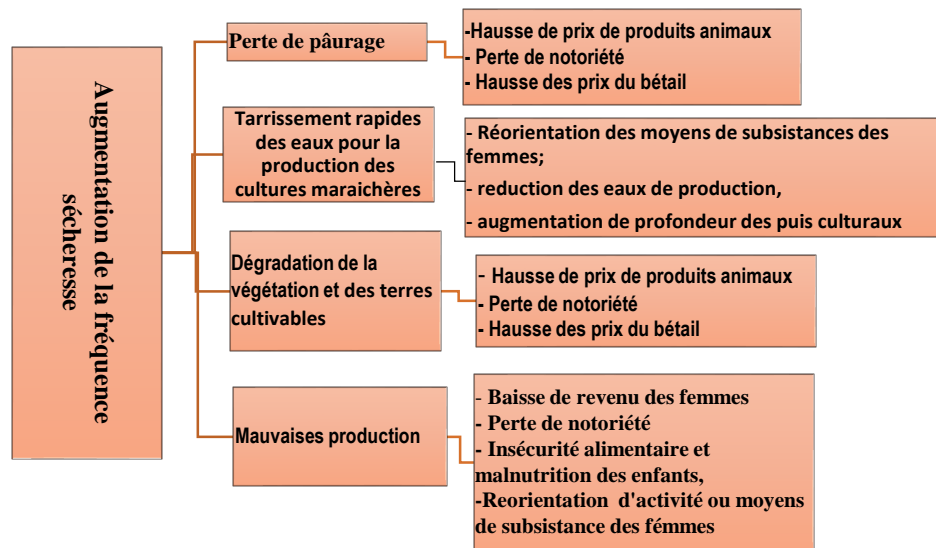 Augmentation de la fréquence
sécheresse
Perte de pâurage
-Hausse de prix de produits animaux
- Perte de notoriété
- Hausse des prix du bétail
Tarrissement rapides
des eaux pour la
production des
cultures maraichères
- Réorientation des moyens de subsistances des
femmes;
- reduction des eaux de production,
- augmentation de profondeur des puis culturaux
Dégradation de la
végétation et des terres
cultivables
- Hausse de prix de produits animaux
- Perte de notoriété
- Hausse des prix du bétail
Mauvaises production
- Baisse de revenu des femmes
- Perte de notoriété
- Insécurité alimentaire et
malnutrition des enfants,
-Reorientation d'activité ou moyens
de subsistance des fémmes